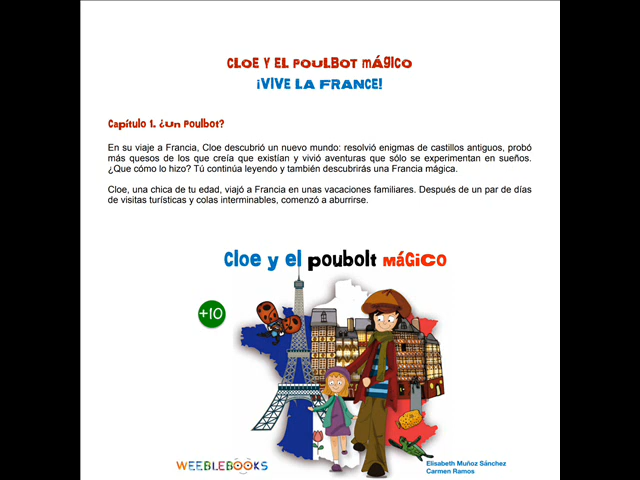 CLOE Y EL POULBOT MÁGICO
¡VIVE LA FRANCE!
Capítulo 1. ¿Un Poulbot?
En su viaje a Francia, Cloe descubrió un nuevo mundo: resolvió enigmas de castillos antiguos, probó
más quesos de los que creía que existían y vivió aventuras que sólo se experimentan en sueños.
¿Que cómo lo hizo? Tú continúa leyendo y también descubrirás una Francia mágica.
Cloe, una chica de tu edad, viajó a Francia en unas vacaciones familiares. Después de un par de días
de visitas turísticas y colas interminables, comenzó a aburrirse.
Cloe y el poubolt MÁGICO
+10
WEEBLEBOOKS
Elisabeth Muñoz Sánchez
Carmen Ramos